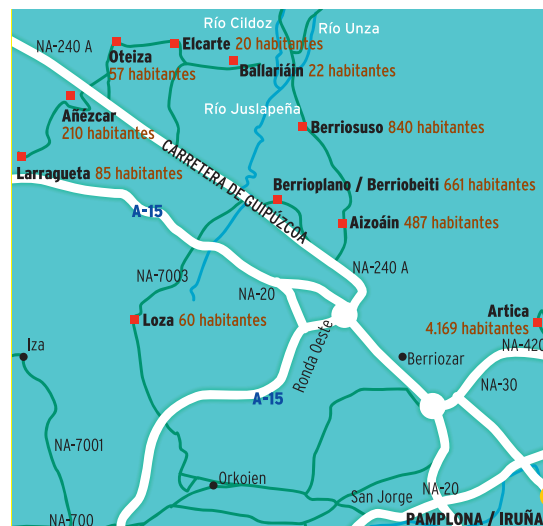 Río Cildoz
Río Unza
NA-240 A
Elcarte 20 habitantes
Oteiza
57 habitantes
Ballariáin 22 habitantes
Río Juslapeña
Añézcar
210 habitantes
Berriosuso 840 habitantes
CARRETERA DE GUIPÚZCOA
Larragueta 85 habitantes
Berrioplano / Berriobeiti 661 habitantes
A-15
Aizoáin 487 habitantes
NA-7003
NA-240 A
NA-20
Loza 60 habitantes
Artica
4.169 habitantes
Ronda Oeste
Iza
Berriozar
NA-420
NA-30
A-15
NA-7001
Orkoien
San Jorge
NA-20
NA-700
PAMPLONA / IRUÑA